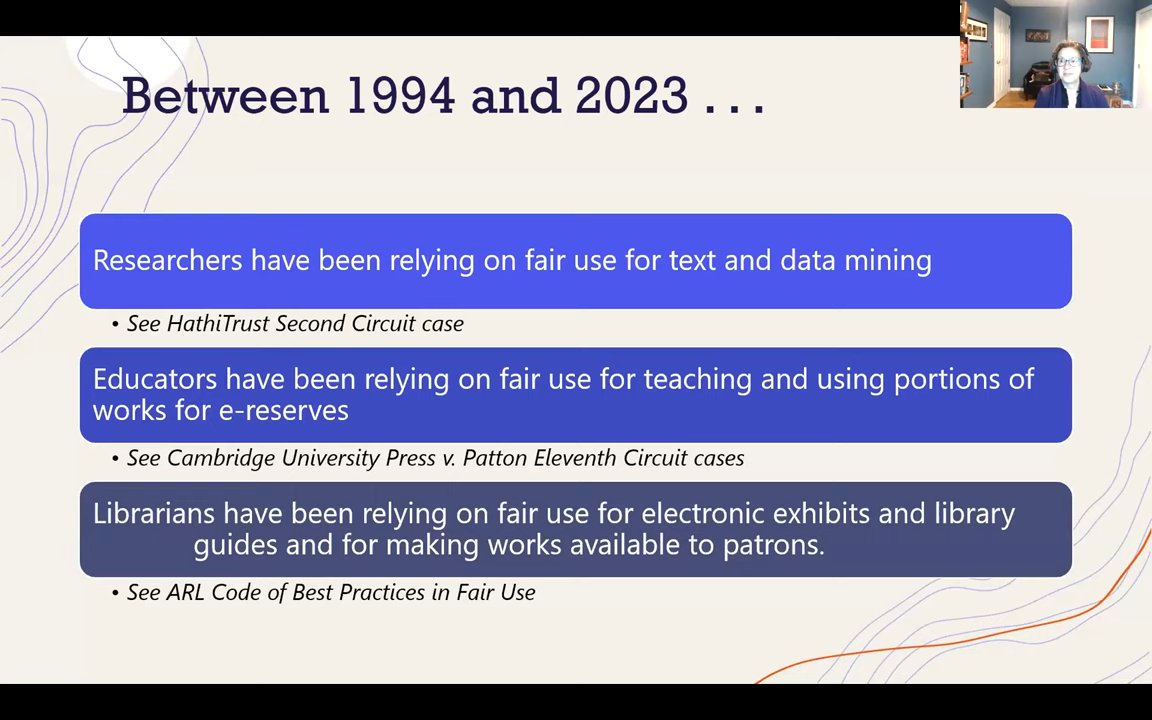 Between 1994 and 2023 . . .
Researchers have been relying on fair use for text and data mining
• See HathiTrust Second Circuit case
Educators have been relying on fair use for teaching and using portions of
works for e-reserves
• See Cambridge University Press v. Patton Eleventh Circuit cases
Librarians have been relying on fair use for electronic exhibits and library
guides and for making works available to patrons.
• See ARL Code of Best Practices in Fair Use